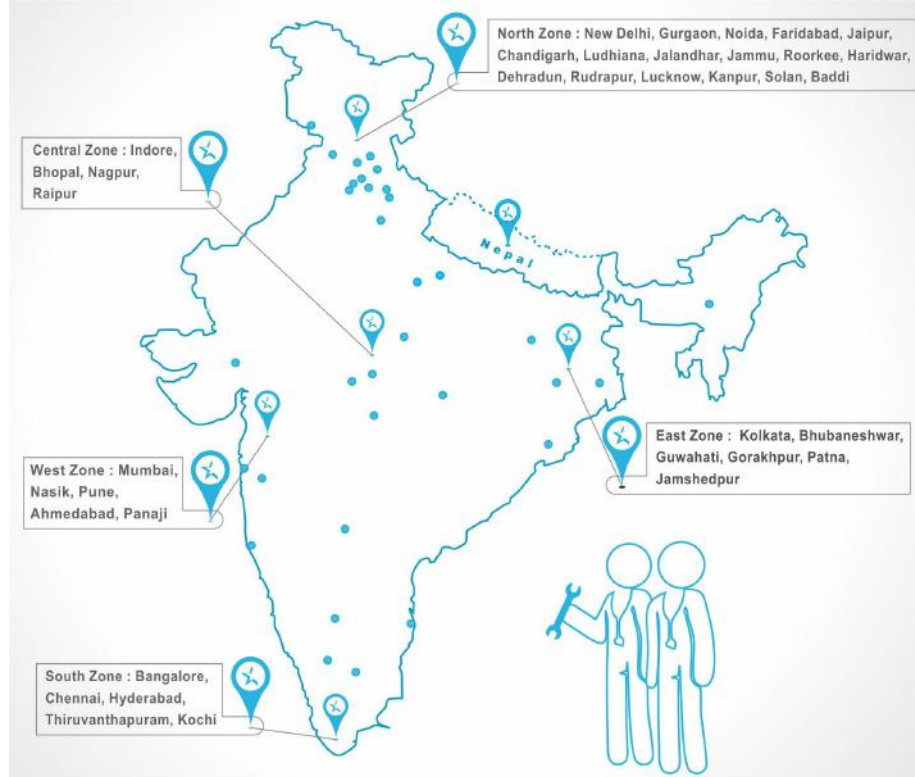 North Zone : New Delhi, Gurgaon, Noida, Faridabad, Jaipur,
Chandigarh, Ludhiana, Jalandhar, Jammu, Roorkee, Haridwar,
Dehradun, Rudrapur, Lucknow, Kanpur, Solan, Baddi
Central Zone : Indore,
Bhopal, Nagpur,
Raipur
Nepal
East Zone : Kolkata, Bhubaneshwar,
Guwahati, Gorakhpur, Patna,
Jamshedpur
West Zone : Mumbai,
Nasik, Pune,
Ahmedabad, Panaji
South Zone : Bangalore,
Chennai, Hyderabad,
Thiruvanthapuram, Kochi